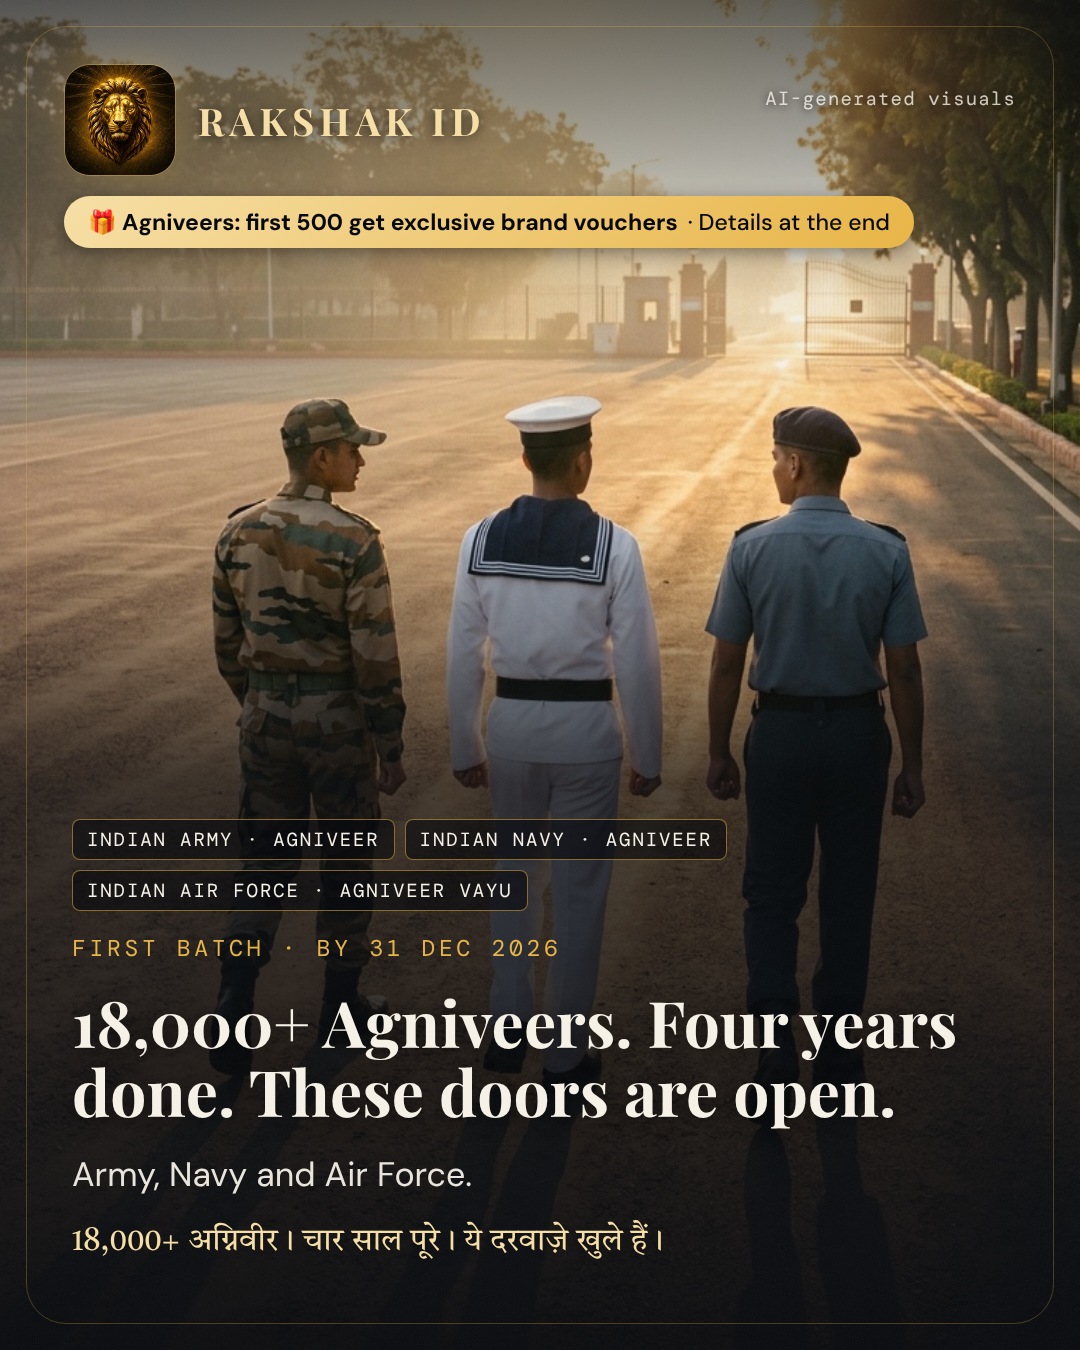 RAKSHAK ID
AI-generated visuals
🎁 Agniveers: first 500 get exclusive brand vouchers · Details at the end
INDIAN ARMY · AGNIVEER
INDIAN NAVY · AGNIVEER
INDIAN AIR FORCE · AGNIVEER VAYU
FIRST BATCH · BY 31 DEC 2026
18,000+ Agniveers. Four years
done. These doors are open.
Army, Navy and Air Force.
18,000+ अग्निवीर। चार साल पूरे। ये दरवाज़े खुले हैं।